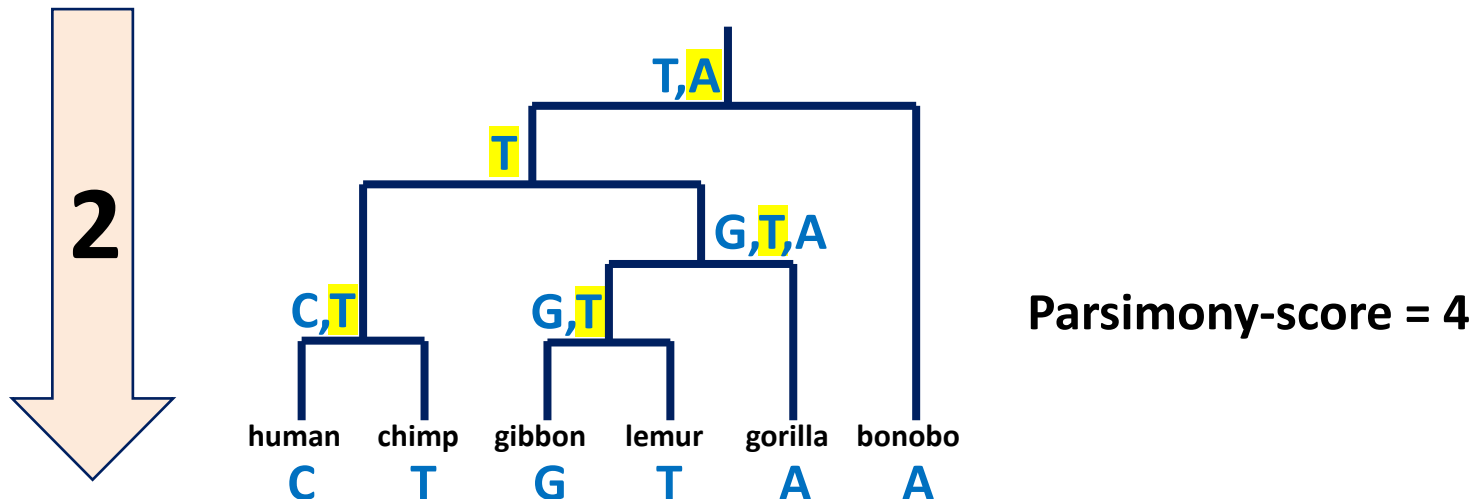 T,A
T
2
G,T,A
C,T
G,T
Parsimony-score = 4
human chimp gibbon lemur gorilla bonobo
C T G T A A